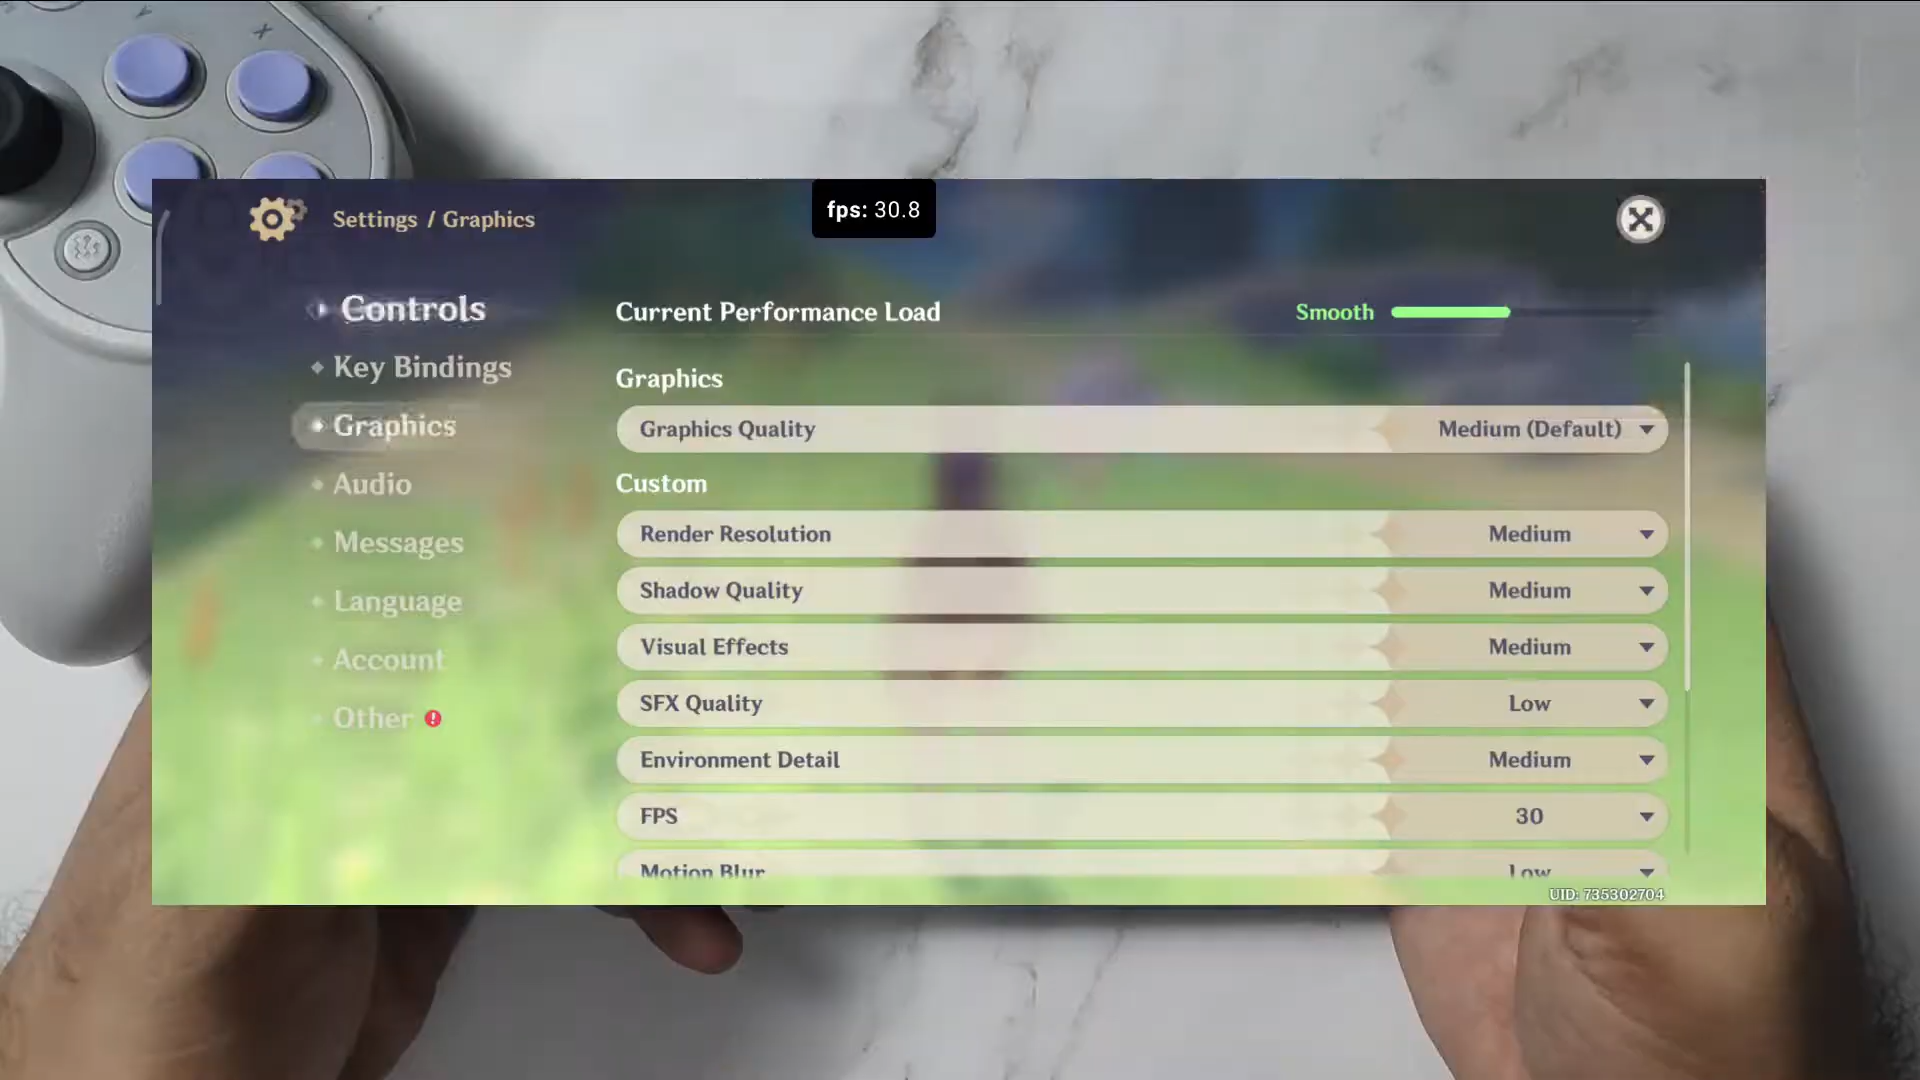 Y
X
Settings / Graphics
fps: 30.8
Controls
Key Bindings
Graphics
Audio
Messages
Language
Account
Other
Current Performance Load
Smooth
Graphics
Graphics Quality Medium (Default)
Custom
Render Resolution Medium
Shadow Quality Medium
Visual Effects Medium
SFX Quality Low
Environment Detail Medium
FPS 30
Motion Blur Low
UID: 735302704